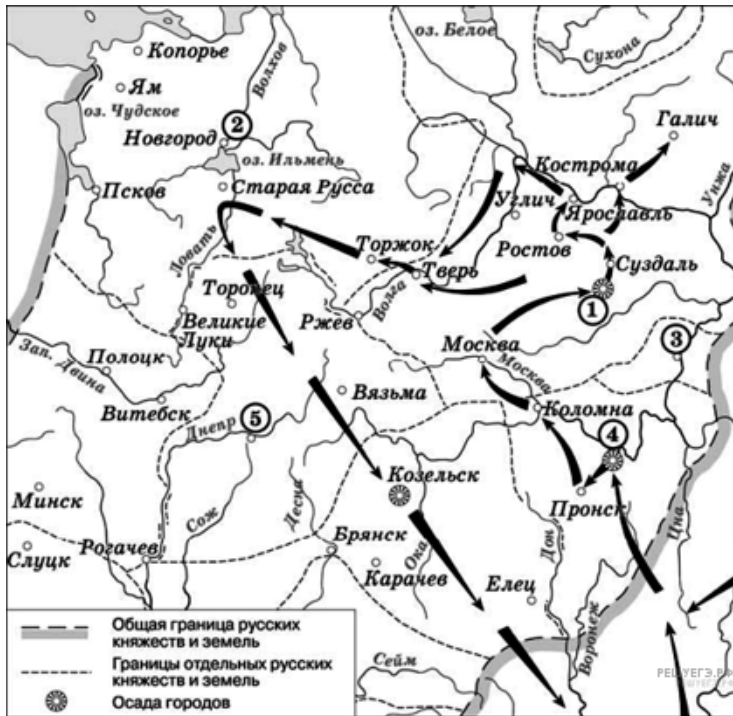 оз. Белое
Сухона
Копорье
Волхов
Ям
оз. Чудское
Новгород
2
Галич
оз. Ильмень
Кострома
Унжа
Псков
Старая Русса
Углич
Ярославль
Ловать
Торжок
Ростов
Тверь
Суздаль
Торопец
Волга
1
Ржев
Великие
Луки
3
Москва
Москва
Полоцк
Зап. Двина
Вязьма
Коломна
Витебск
Днепр
5
4
Козельск
Минск
Десна
Пронск
Сож
Цна
Слуцк
Рогачев
Брянск
Ока
Дон
Карачев
Елец
Воронеж
Сейм
Общая граница русских
княжеств и земель
Границы отдельных русских
княжеств и земель
Осада городов
РЕШУЕГЭ.РФ